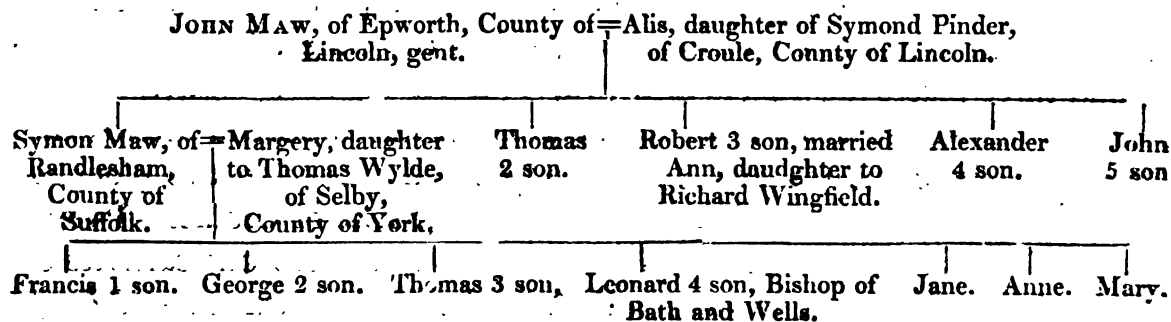 JOHN MAW, of Epworth, County of=Alis, daughter of Symond Pinder,
Lincoln, gent. of Croule, Connty of Lincoln.
Symon Maw, of=Margery, daughter Thomas Robert 3 son, married Alexander John
Randlesham, to Thomas Wylde, 2 son. Ann, daudghter to 4 son. 5 son
County of of Selby, Richard Wingfield.
Suffolk. County of York.
Francis 1 son. George 2 son. Thomas 3 son, Leonard 4 son, Bishop of Jane. Anne. Mary.
Bath and Wells.